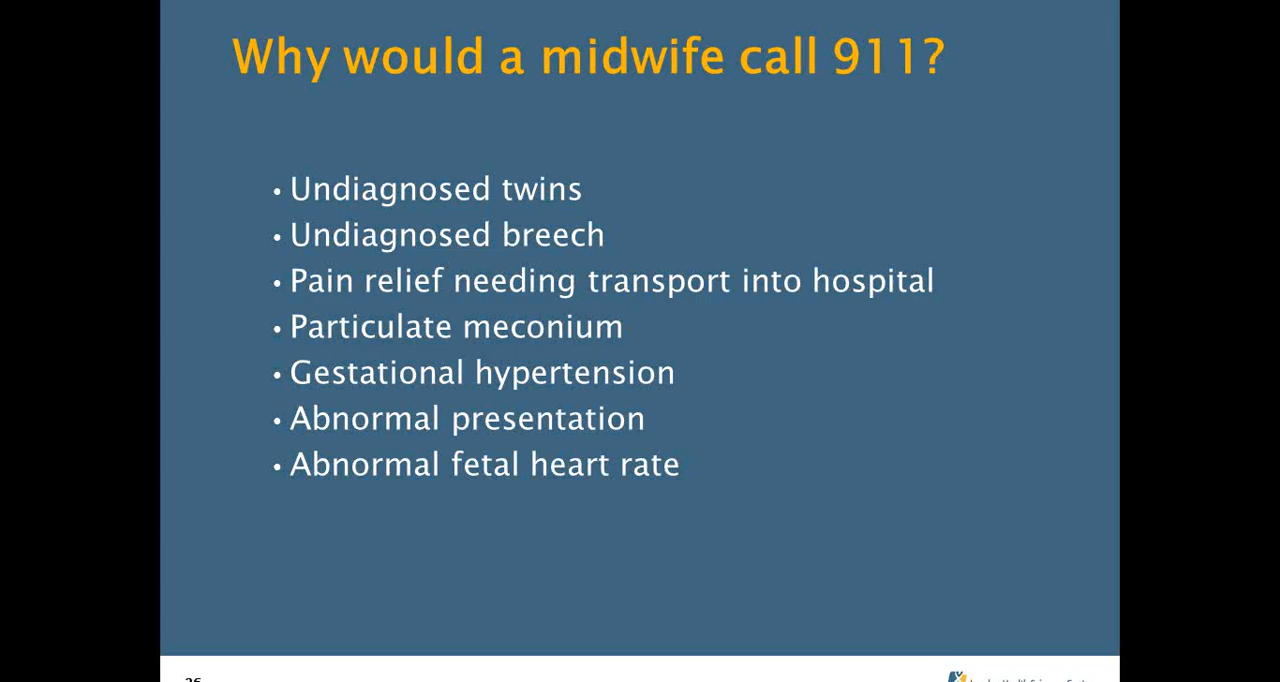 Why would a midwife call 911?
• Undiagnosed twins
• Undiagnosed breech
• Pain relief needing transport into hospital
• Particulate meconium
• Gestational hypertension
• Abnormal presentation
• Abnormal fetal heart rate